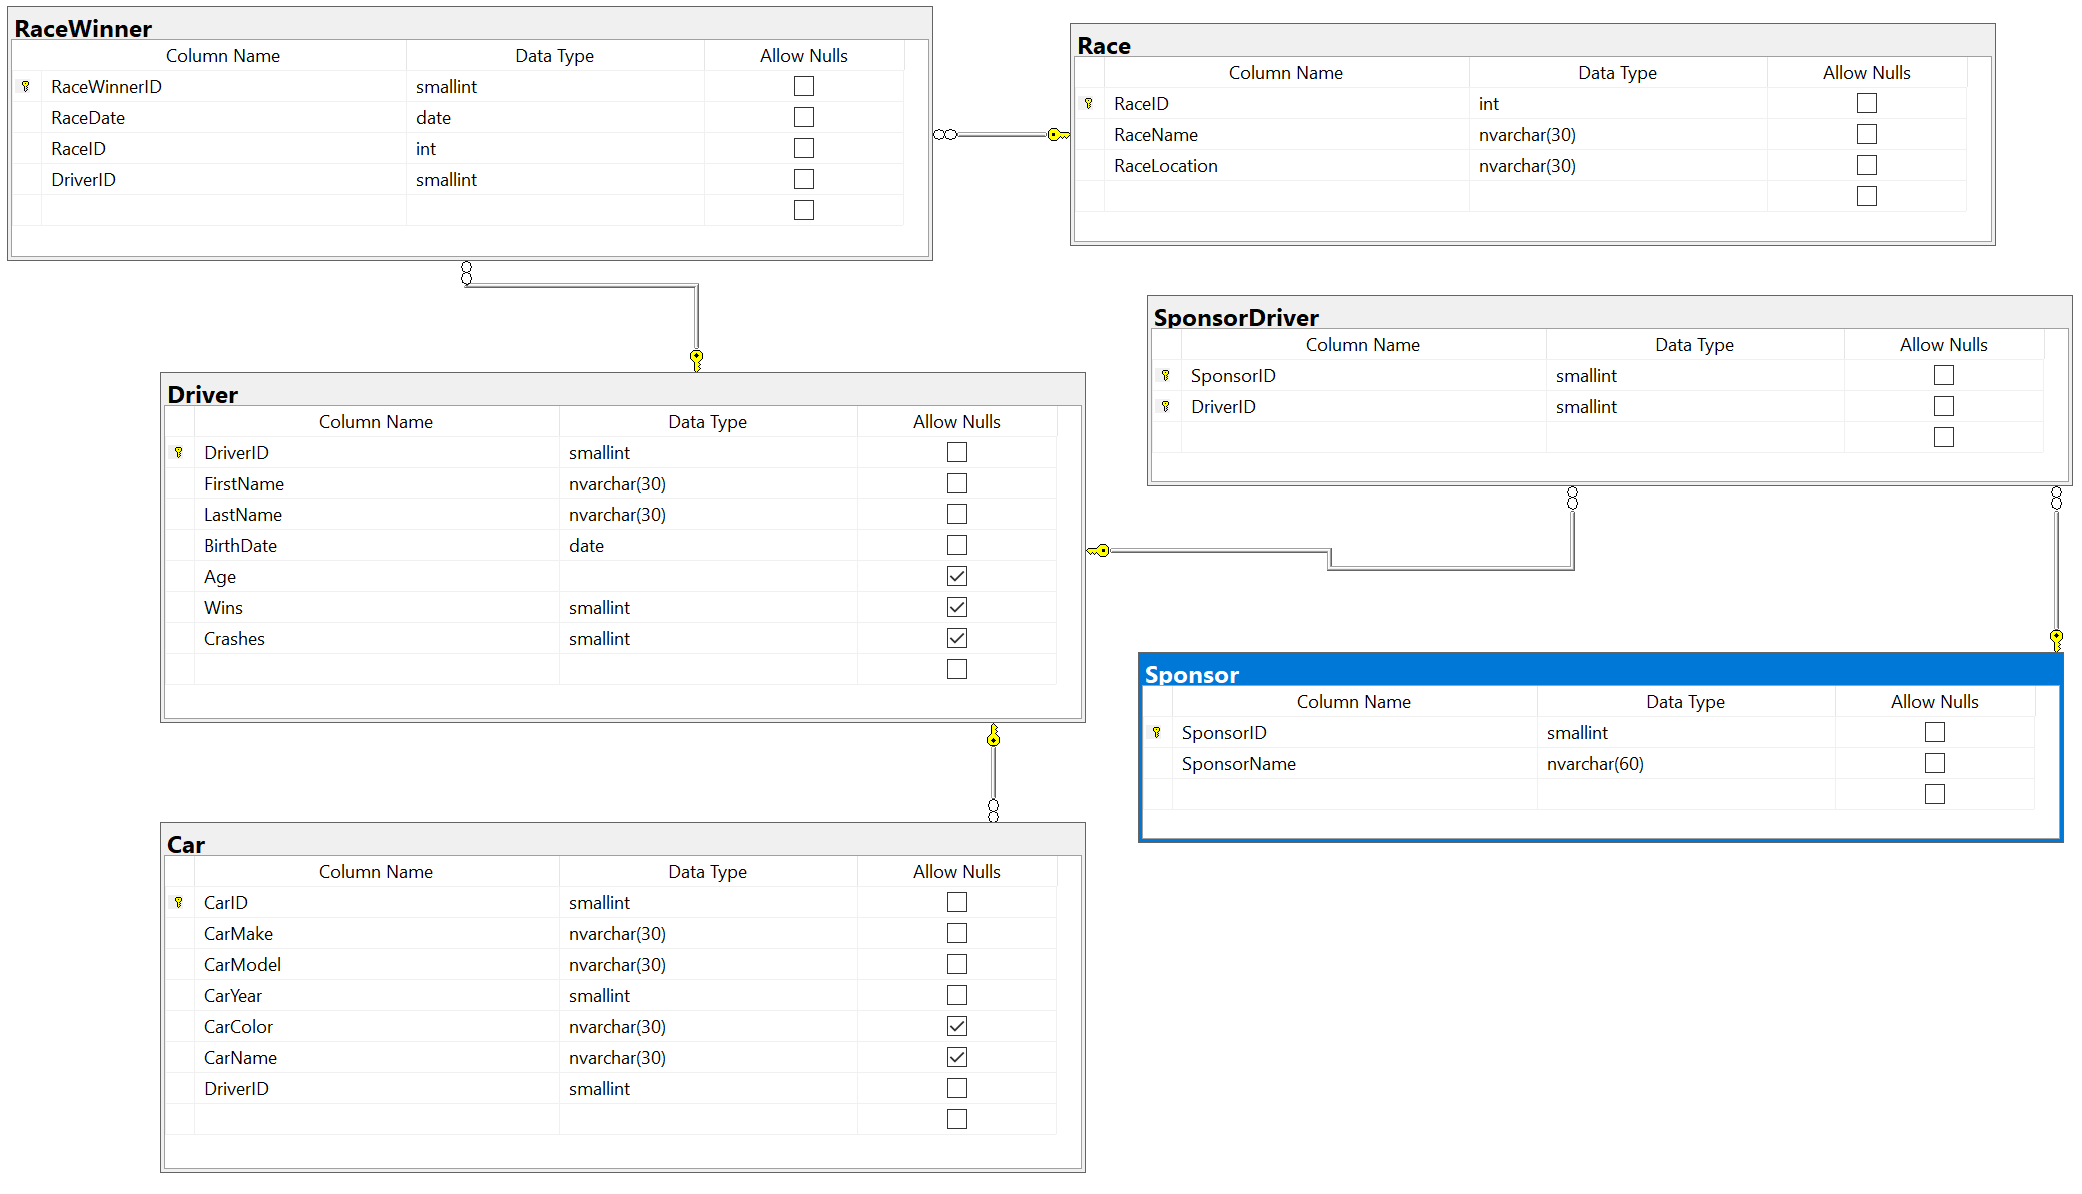 RaceWinner
Column Name Data Type Allow Nulls
RaceWinnerID smallint
RaceDate date
RaceID int
DriverID smallint
Race
Column Name Data Type Allow Nulls
RaceID int
RaceName nvarchar(30)
RaceLocation nvarchar(30)
SponsorDriver
Column Name Data Type Allow Nulls
SponsorID smallint
DriverID smallint
Driver
Column Name Data Type Allow Nulls
DriverID smallint
FirstName nvarchar(30)
LastName nvarchar(30)
BirthDate date
Age
Wins smallint
Crashes smallint
Sponsor
Column Name Data Type Allow Nulls
SponsorID smallint
SponsorName nvarchar(60)
Car
Column Name Data Type Allow Nulls
CarID smallint
CarMake nvarchar(30)
CarModel nvarchar(30)
CarYear smallint
CarColor nvarchar(30)
CarName nvarchar(30)
DriverID smallint